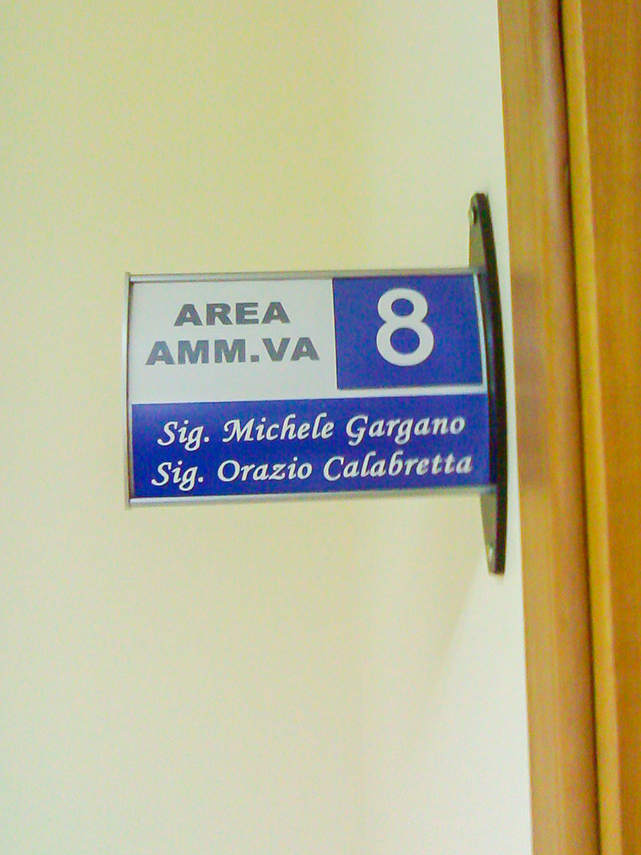 AREA
AMM.VA
8
Sig. Michele Gargano
Sig. Orazio Calabretta